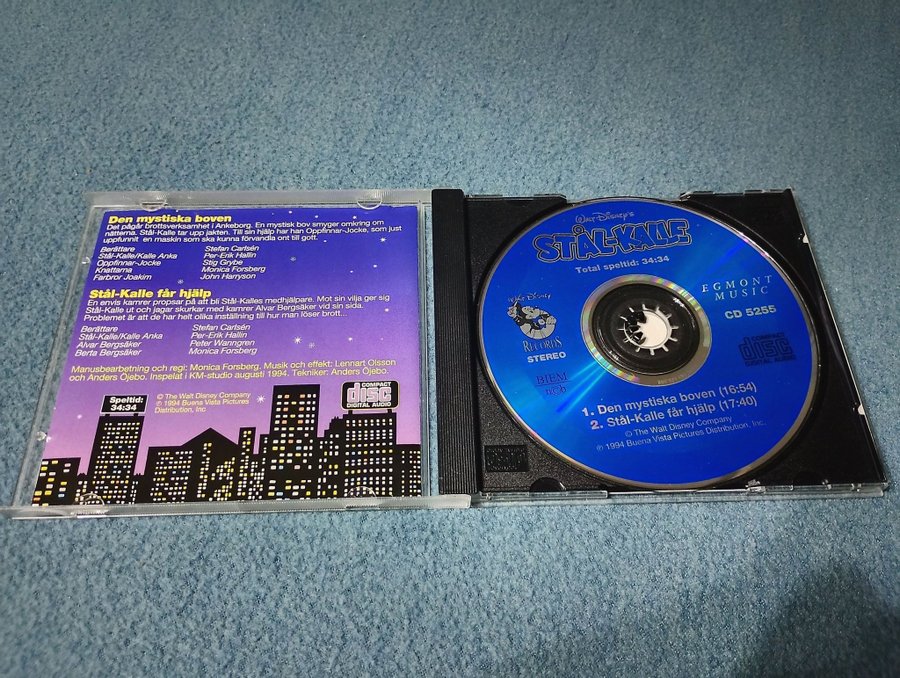 Den mystiska boven
Det pågår brottsverksamhet i Ankeborg. En mystisk bov smyger omkring om
nätterna. Stål-Kalle tar upp jakten. Till sin hjälp har han Oppfinnar-Jocke, som just
uppfunnit en maskin som ska kunna förvandla ont till gott.
Berättare Stefan Carlsén
Stål-Kalle/Kalle Anka Per-Erik Hallin
Oppfinnar-Jocke Stig Grybe
Knattarna Monica Forsberg
Farbror Joakim John Harryson
Stål-Kalle får hjälp
En envis kamrer propsar på att bli Stål-Kalles medhjälpare. Mot sin vilja ger sig
Stål-Kalle ut och jagar skurkar med kamrer Alvar Bergsåker vid sin sida.
Problemet är att de har helt olika inställning till hur man löser brott...
Berättare Stefan Carlsén
Stål-Kalle/Kalle Anka Per-Erik Hallin
Alvar Bergsåker Peter Wanngren
Berta Bergsåker Monica Forsberg
Manusbearbetning och regi: Monica Forsberg. Musik och effekt: Lennart Olsson
och Anders Öjebo. Inspelat i KM-studio augusti 1994. Tekniker: Anders Öjebo.
Speltid:
34:34
© The Walt Disney Company
℗ 1994 Buena Vista Pictures
Distribution, Inc
COMPACT
disc
DIGITAL AUDIO
Walt Disney's
STÅL-KALLE
Total speltid: 34:34
Walt Disney
RECORDS
STEREO
EGMONT
MUSIC
CD 5255
BIEM
n©b
COMPACT
disc
DIGITAL AUDIO
1. Den mystiska boven (16:54)
2. Stål-Kalle får hjälp (17:40)
© The Walt Disney Company
℗ 1994 Buena Vista Pictures Distribution, Inc.